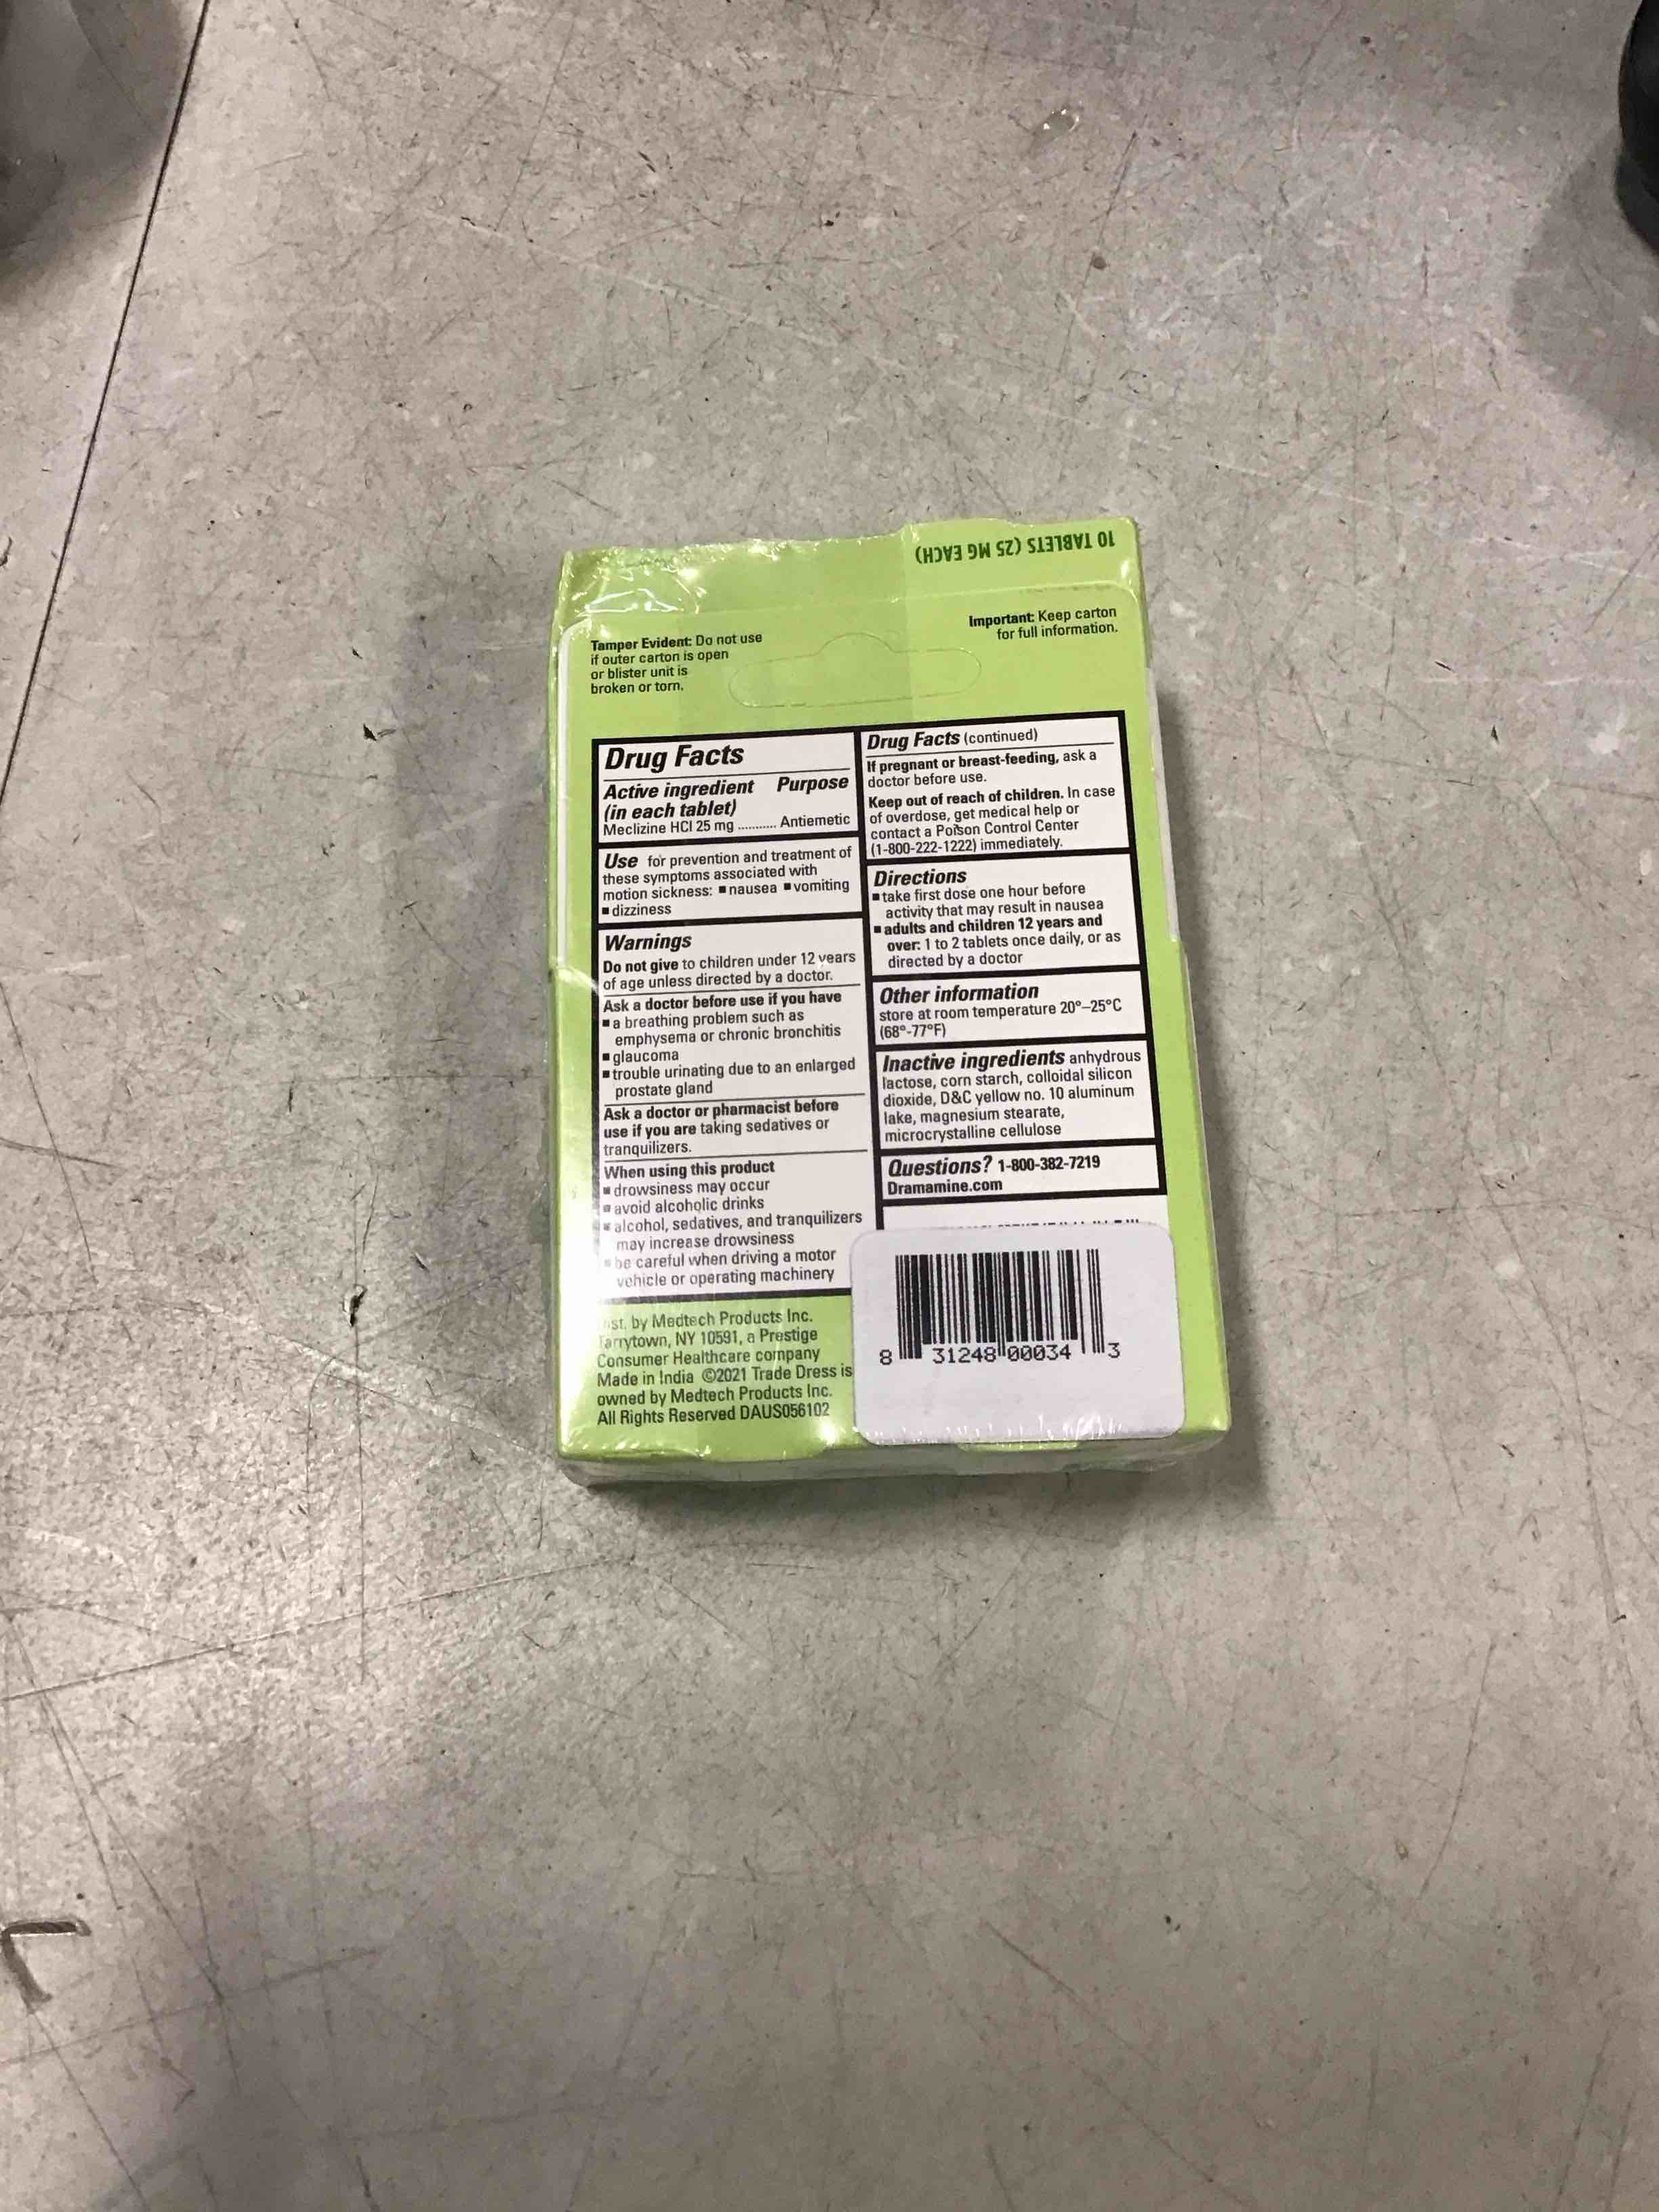 10 TABLETS (25 MG EACH)
Tamper Evident: Do not use
if outer carton is open
or blister unit is
broken or torn.
Important: Keep carton
for full information.
Drug Facts
Active ingredient Purpose
(in each tablet)
Meclizine HCl 25 mg ........... Antiemetic
Use for prevention and treatment of
these symptoms associated with
motion sickness: ■ nausea ■ vomiting
■ dizziness
Warnings
Do not give to children under 12 years
of age unless directed by a doctor.
Ask a doctor before use if you have
■ a breathing problem such as
emphysema or chronic bronchitis
■ glaucoma
■ trouble urinating due to an enlarged
prostate gland
Ask a doctor or pharmacist before
use if you are taking sedatives or
tranquilizers.
When using this product
■ drowsiness may occur
■ avoid alcoholic drinks
■ alcohol, sedatives, and tranquilizers
may increase drowsiness
■ be careful when driving a motor
vehicle or operating machinery
Drug Facts (continued)
If pregnant or breast-feeding, ask a
doctor before use.
Keep out of reach of children. In case
of overdose, get medical help or
contact a Poison Control Center
(1-800-222-1222) immediately.
Directions
■ take first dose one hour before
activity that may result in nausea
■ adults and children 12 years and
over: 1 to 2 tablets once daily, or as
directed by a doctor
Other information
store at room temperature 20°–25°C
(68°-77°F)
Inactive ingredients anhydrous
lactose, corn starch, colloidal silicon
dioxide, D&C yellow no. 10 aluminum
lake, magnesium stearate,
microcrystalline cellulose
Questions? 1-800-382-7219
Dramamine.com
Dist. by Medtech Products Inc.
Tarrytown, NY 10591, a Prestige
Consumer Healthcare company
Made in India ©2021 Trade Dress is
owned by Medtech Products Inc.
All Rights Reserved DAUS056102
8 31248 00034 3